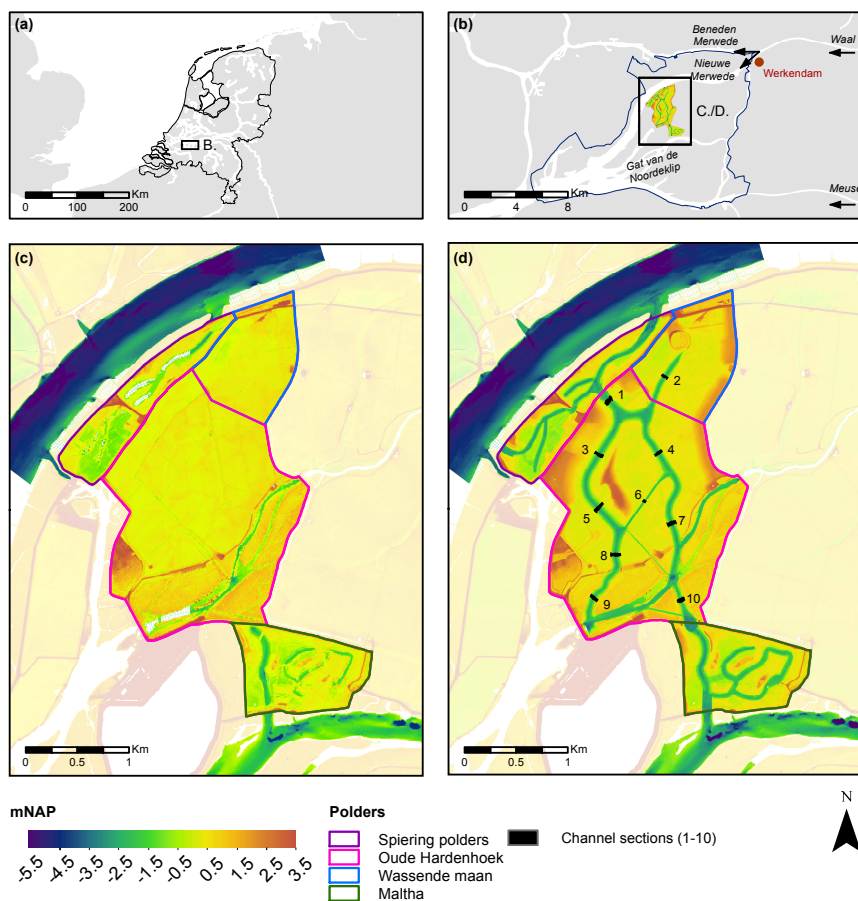 (a)
B.
Km
0 100 200
(b)
Beneden
Merwede
Nieuwe
Merwede
Waal
Werkendam
C./D.
Gat van de
Noordeklip
Meuse
Km
0 4 8
(c)
Km
0 0.5 1
(d)
1
2
3
4
5
6
7
8
9
10
Km
0 0.5 1
mNAP
-5.5 -4.5 -3.5 -2.5 -1.5 -0.5 0.5 1.5 2.5 3.5
Polders
Spiering polders
Oude Hardenhoek
Wassende maan
Maltha
Channel sections (1-10)
N